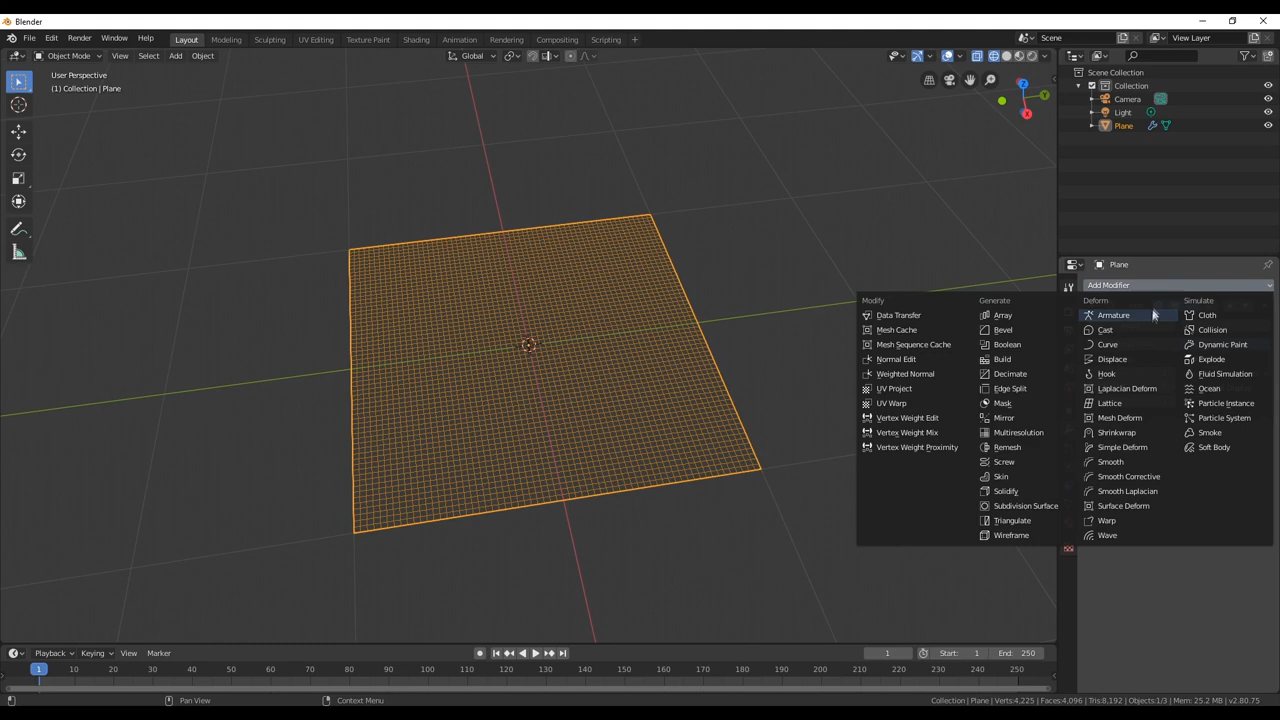 Blender
File Edit Render Window Help Layout Modeling Sculpting UV Editing Texture Paint Shading Animation Rendering Compositing Scripting + Scene View Layer
Object Mode View Select Add Object Global
User Perspective
(1) Collection | Plane
Scene Collection
Collection
Camera
Light
Plane
Plane
Add Modifier
Modify
Data Transfer
Mesh Cache
Mesh Sequence Cache
Normal Edit
Weighted Normal
UV Project
UV Warp
Vertex Weight Edit
Vertex Weight Mix
Vertex Weight Proximity
Generate
Array
Bevel
Boolean
Build
Decimate
Edge Split
Mask
Mirror
Multiresolution
Remesh
Screw
Skin
Solidify
Subdivision Surface
Triangulate
Wireframe
Deform
Armature
Cast
Curve
Displace
Hook
Laplacian Deform
Lattice
Mesh Deform
Shrinkwrap
Simple Deform
Smooth
Smooth Corrective
Smooth Laplacian
Surface Deform
Warp
Wave
Simulate
Cloth
Collision
Dynamic Paint
Explode
Fluid Simulation
Ocean
Particle Instance
Particle System
Smoke
Soft Body
X
Y
Z
Playback Keying View Marker 1 Start: 1 End: 250
1 10 20 30 40 50 60 70 80 90 100 110 120 130 140 150 160 170 180 190 200 210 220 230 240 250
Pan View Context Menu Collection | Plane | Verts:4,225 | Faces:4,096 | Tris:8,192 | Objects:1/3 | Mem: 25.2 MB | v2.80.75